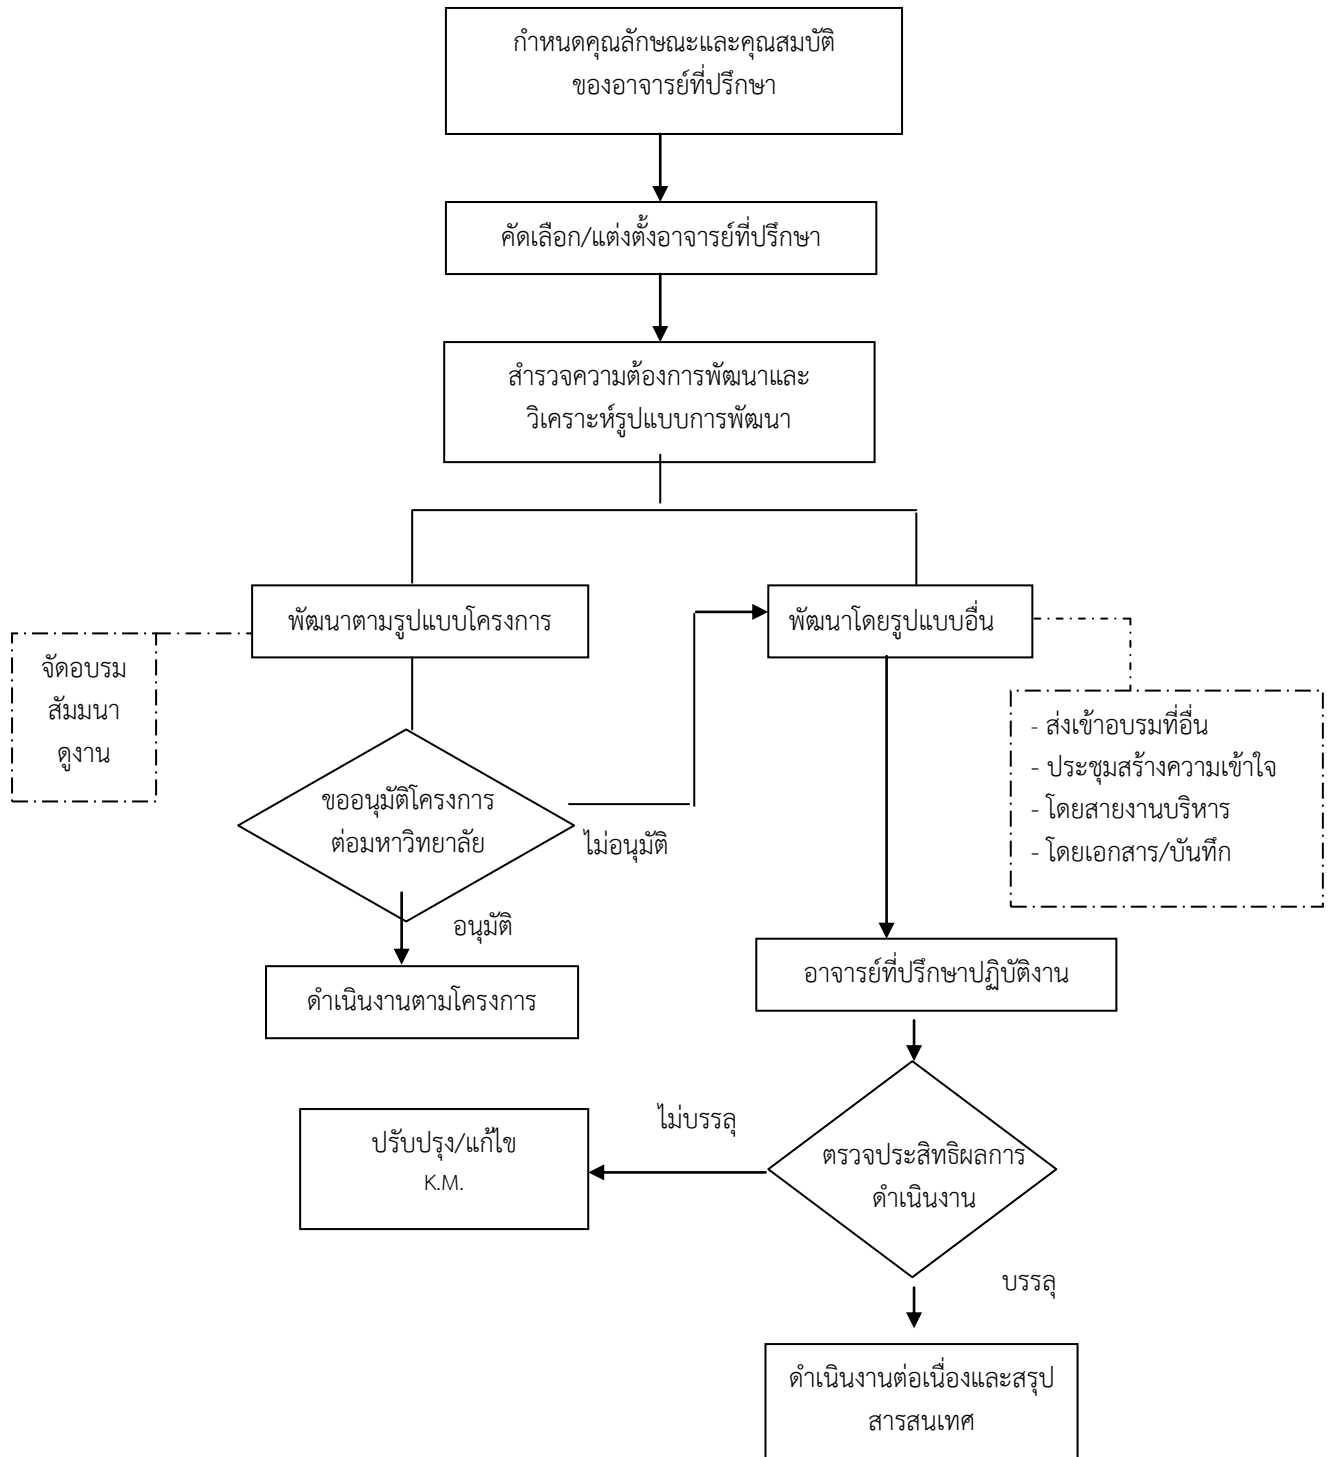 กำหนดคุณลักษณะและคุณสมบัติ
ของอาจารย์ที่ปรึกษา
คัดเลือก/แต่งตั้งอาจารย์ที่ปรึกษา
สำรวจความต้องการพัฒนาและ
วิเคราะห์รูปแบบการพัฒนา
พัฒนาตามรูปแบบโครงการ
พัฒนาโดยรูปแบบอื่น
จัดอบรม
สัมมนา
ดูงาน
- ส่งเข้าอบรมที่อื่น
- ประชุมสร้างความเข้าใจ
- โดยสายงานบริหาร
- โดยเอกสาร/บันทึก
ขออนุมัติโครงการ
ต่อมหาวิทยาลัย
ไม่อนุมัติ
อนุมัติ
ดำเนินงานตามโครงการ
อาจารย์ที่ปรึกษาปฏิบัติงาน
ไม่บรรลุ
ปรับปรุง/แก้ไข
K.M.
ตรวจประสิทธิผลการ
ดำเนินงาน
บรรลุ
ดำเนินงานต่อเนื่องและสรุป
สารสนเทศ